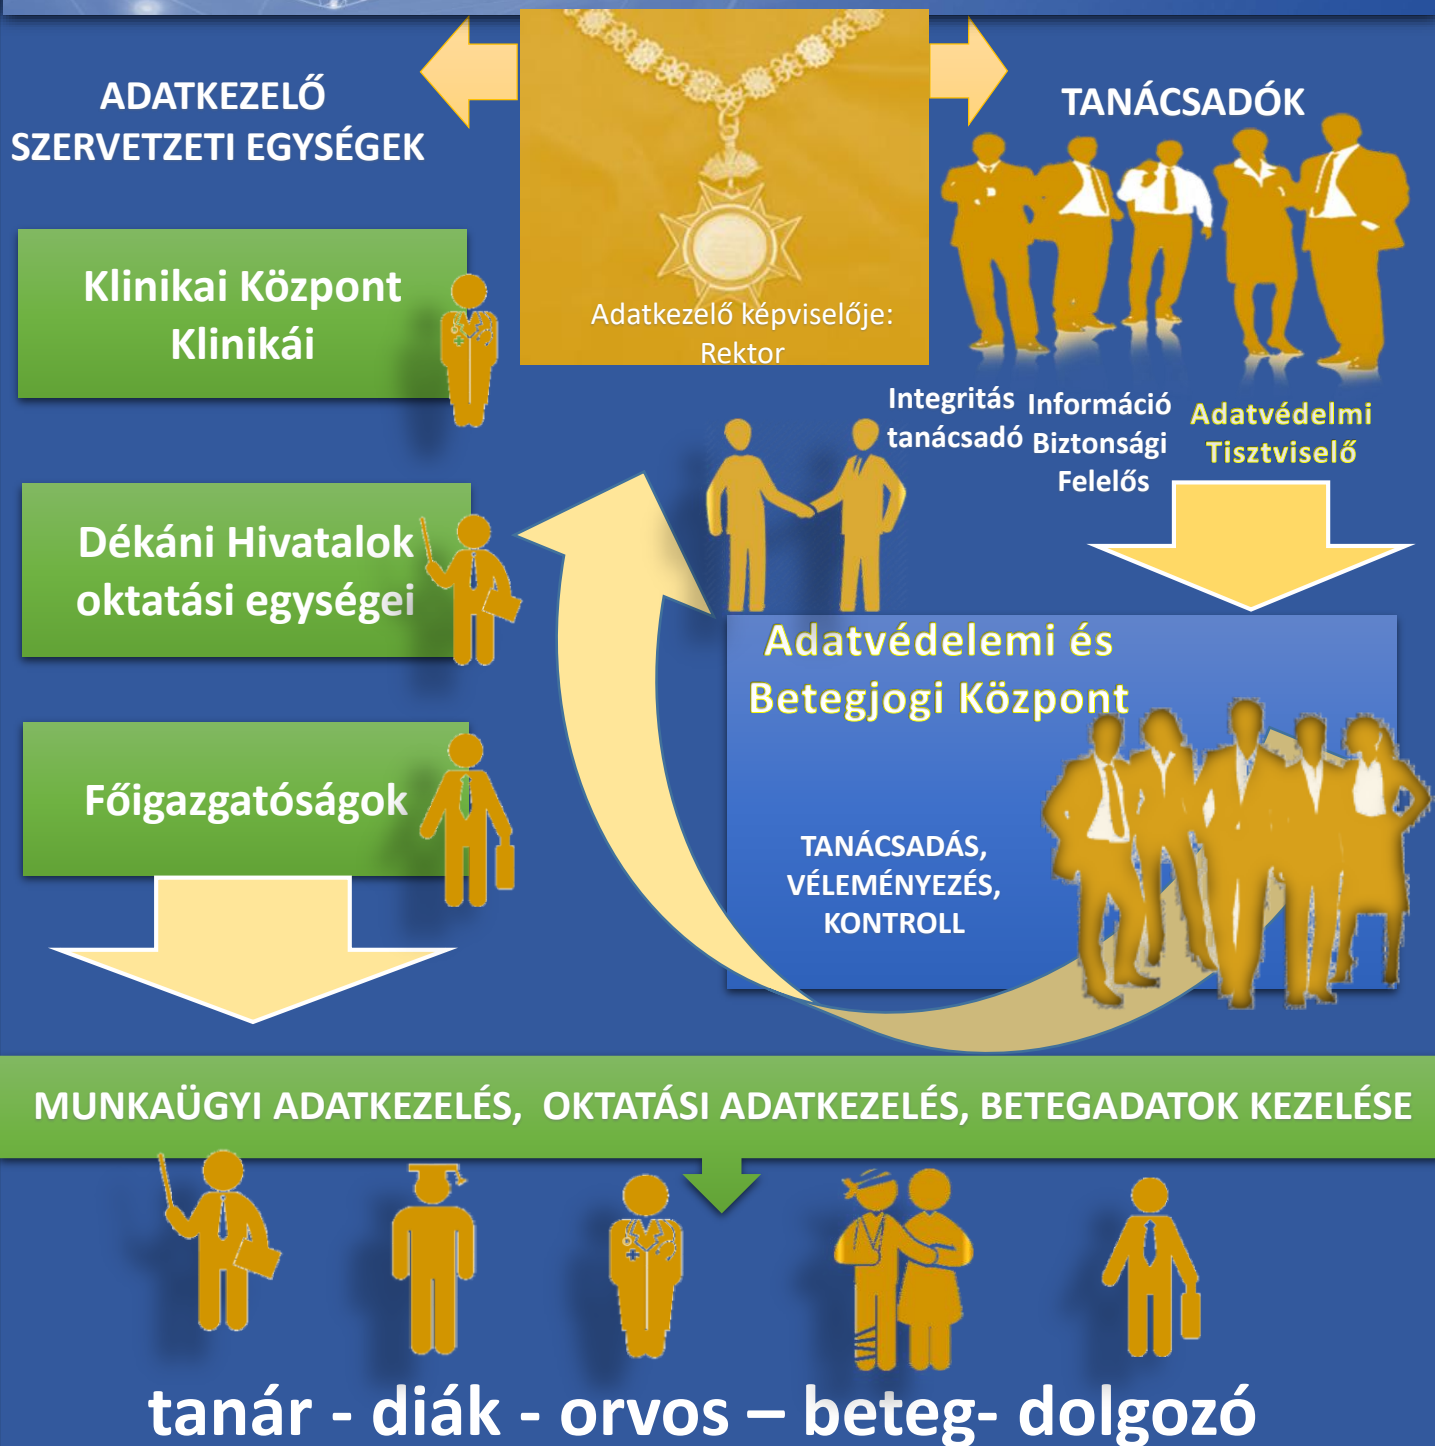 ADATKEZELŐ
SZERVETZETI EGYSÉGEK
Adatkezelő képviselője:
Rektor
TANÁCSADÓK
Klinikai Központ
Klinikái
Integritás
tanácsadó
Információ
Biztonsági
Felelős
Adatvédelmi
Tisztviselő
Dékáni Hivatalok
oktatási egységei
Adatvédelemi és
Betegjogi Központ
Főigazgatóságok
TANÁCSADÁS,
VÉLEMÉNYEZÉS,
KONTROLL
MUNKAÜGYI ADATKEZELÉS, OKTATÁSI ADATKEZELÉS, BETEGADATOK KEZELÉSE
tanár - diák - orvos – beteg- dolgozó